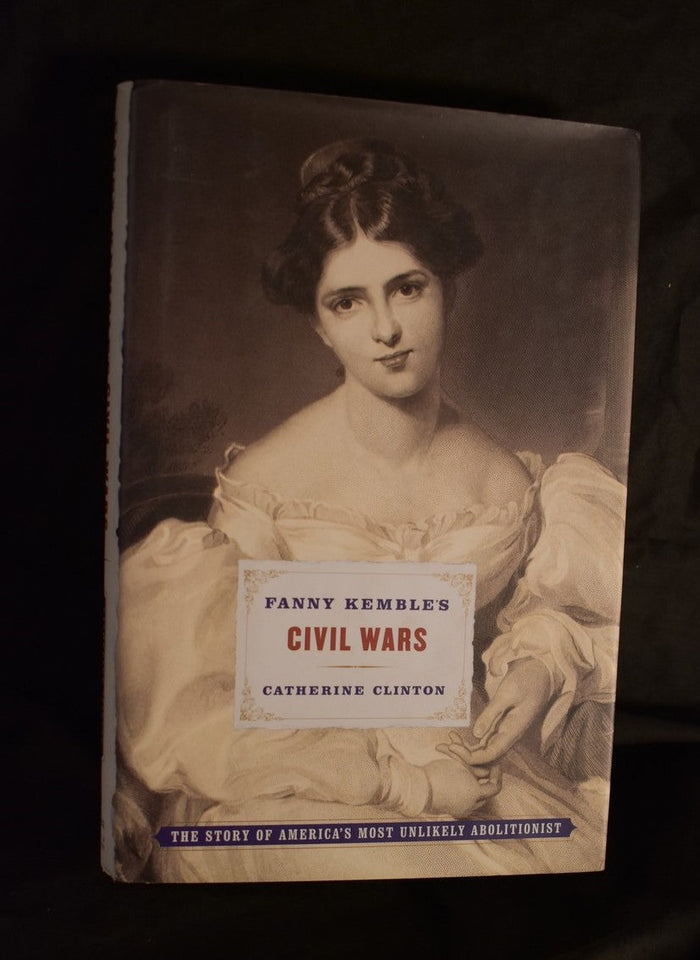 FANNY KEMBLE'S
CIVIL WARS
CATHERINE CLINTON
THE STORY OF AMERICA'S MOST UNLIKELY ABOLITIONIST